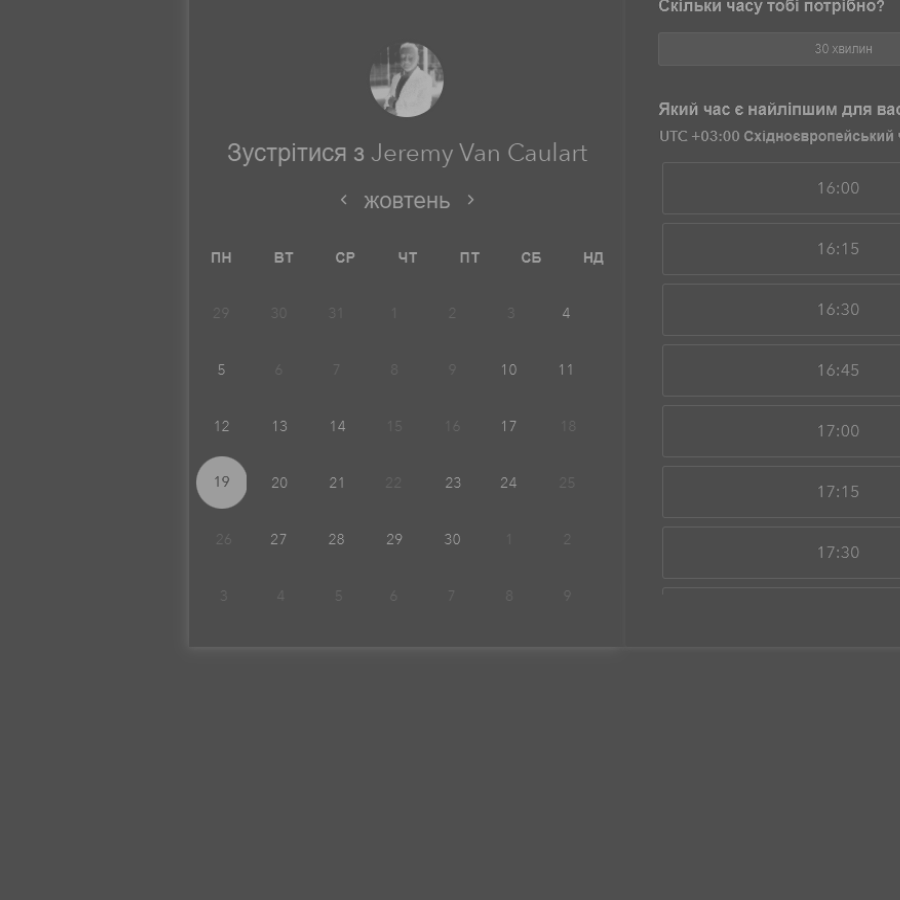 Скільки часу тобі потрібно?
30 хвилин
Зустрітися з Jeremy Van Caulart
жовтень
ПН ВТ СР ЧТ ПТ СБ НД
29 30 31 1 2 3 4
5 6 7 8 9 10 11
12 13 14 15 16 17 18
19 20 21 22 23 24 25
26 27 28 29 30 1 2
3 4 5 6 7 8 9
Який час є найліпшим для вас
UTC +03:00 Східноєвропейський
16:00
16:15
16:30
16:45
17:00
17:15
17:30